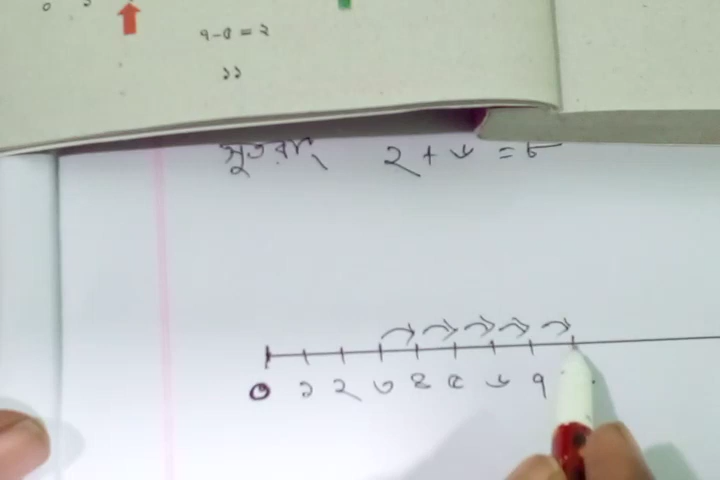 ৭-৫ = ২
১১
সুতরাং ২ + ৬ = ৮
০ ১ ২ ৩ ৪ ৫ ৬ ৭